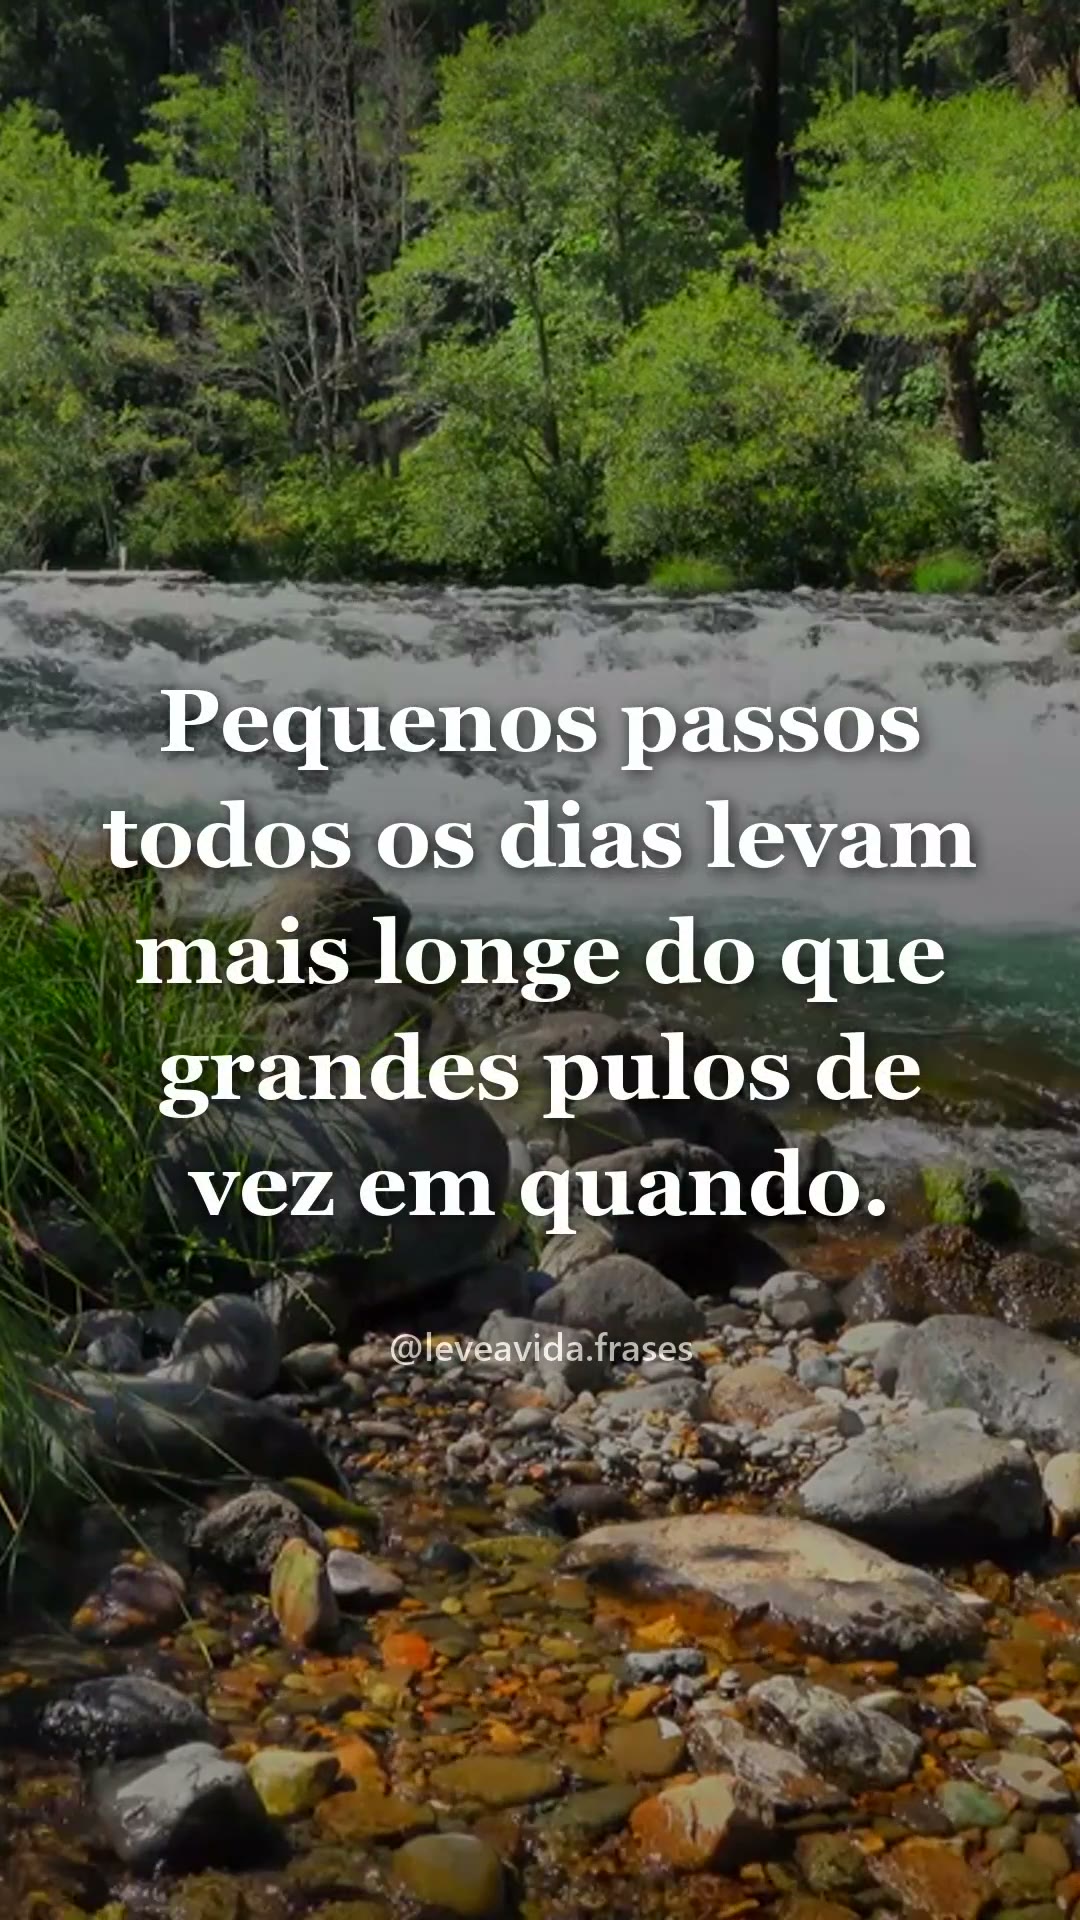 Pequenos passos
todos os dias levam
mais longe do que
grandes pulos de
vez em quando.
@leveavida.frases